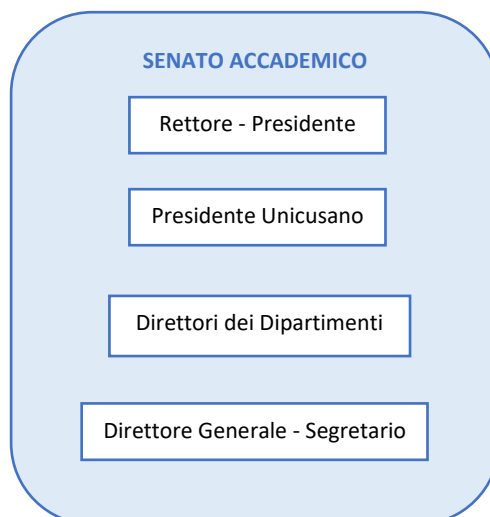 SENATO ACCADEMICO
Rettore - Presidente
Presidente Unicusano
Direttori dei Dipartimenti
Direttore Generale - Segretario